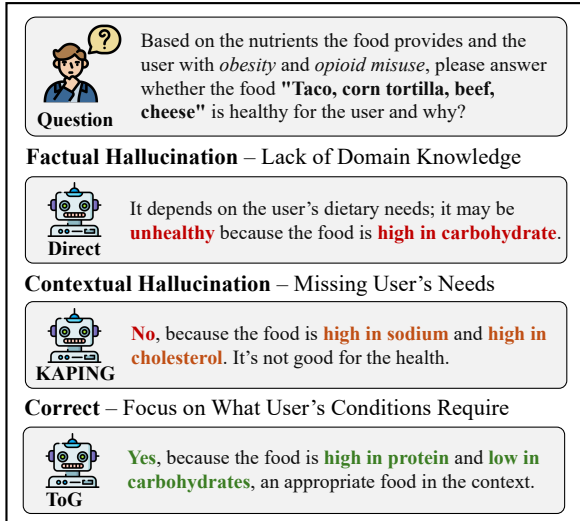 Based on the nutrients the food provides and the
user with obesity and opioid misuse, please answer
whether the food "Taco, corn tortilla, beef,
cheese" is healthy for the user and why?
Question
Factual Hallucination – Lack of Domain Knowledge
It depends on the user's dietary needs; it may be
unhealthy because the food is high in carbohydrate.
Direct
Contextual Hallucination – Missing User's Needs
No, because the food is high in sodium and high in
cholesterol. It's not good for the health.
KAPING
Correct – Focus on What User's Conditions Require
Yes, because the food is high in protein and low in
carbohydrates, an appropriate food in the context.
ToG